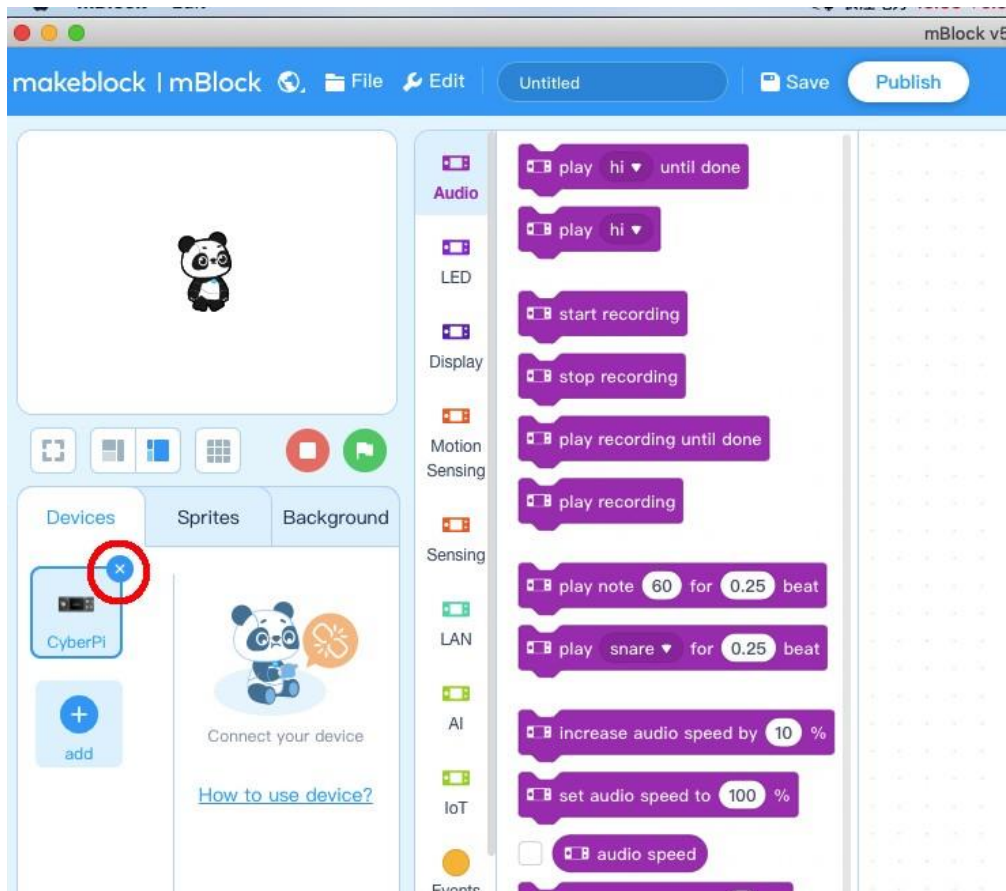 mBlock v5
makeblock | mBlock File Edit Untitled Save Publish
Audio
LED
Display
Motion
Sensing
Sensing
LAN
AI
IoT
Events
play hi until done
play hi
start recording
stop recording
play recording until done
play recording
play note 60 for 0.25 beat
play snare for 0.25 beat
increase audio speed by 10 %
set audio speed to 100 %
audio speed
Devices Sprites Background
CyberPi
add
Connect your device
How to use device?